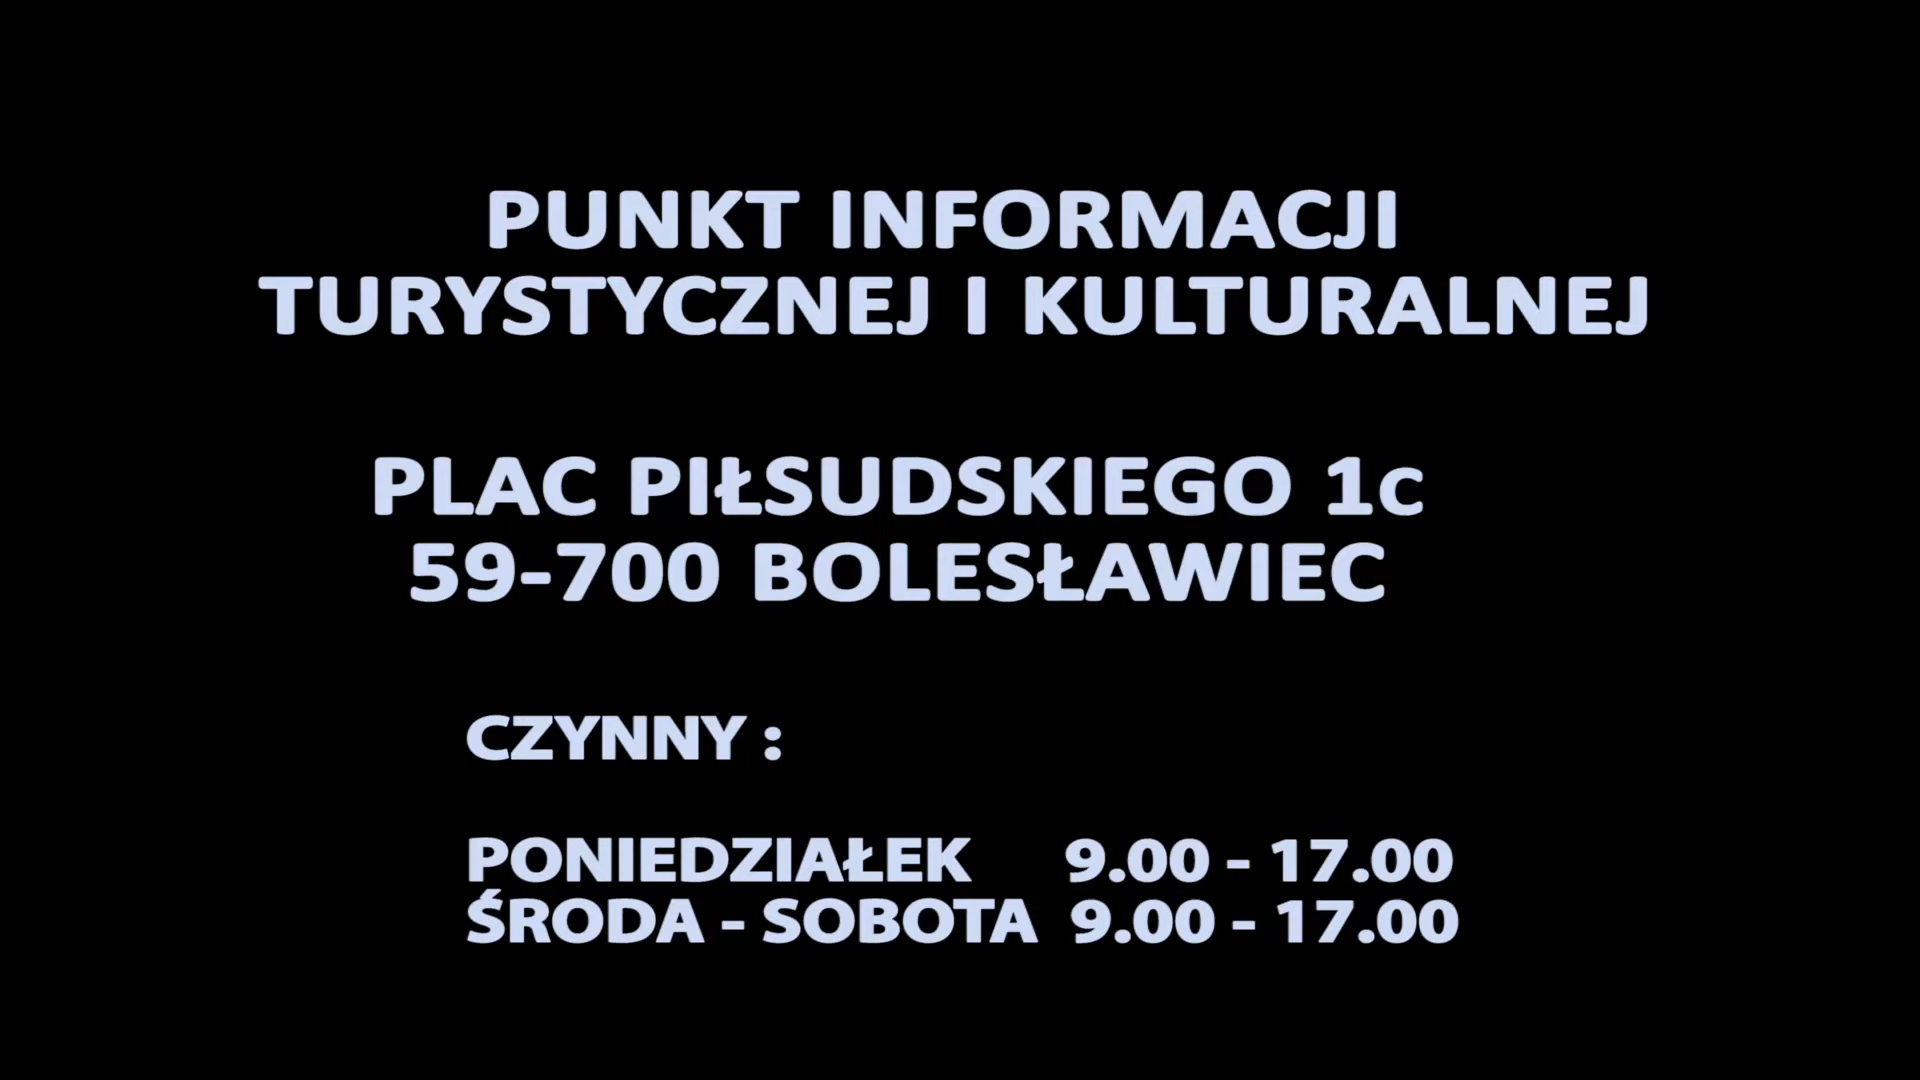 PUNKT INFORMACJI
TURYSTYCZNEJ I KULTURALNEJ
PLAC PIŁSUDSKIEGO 1c
59-700 BOLESŁAWIEC
CZYNNY :
PONIEDZIAŁEK 9.00 - 17.00
ŚRODA - SOBOTA 9.00 - 17.00